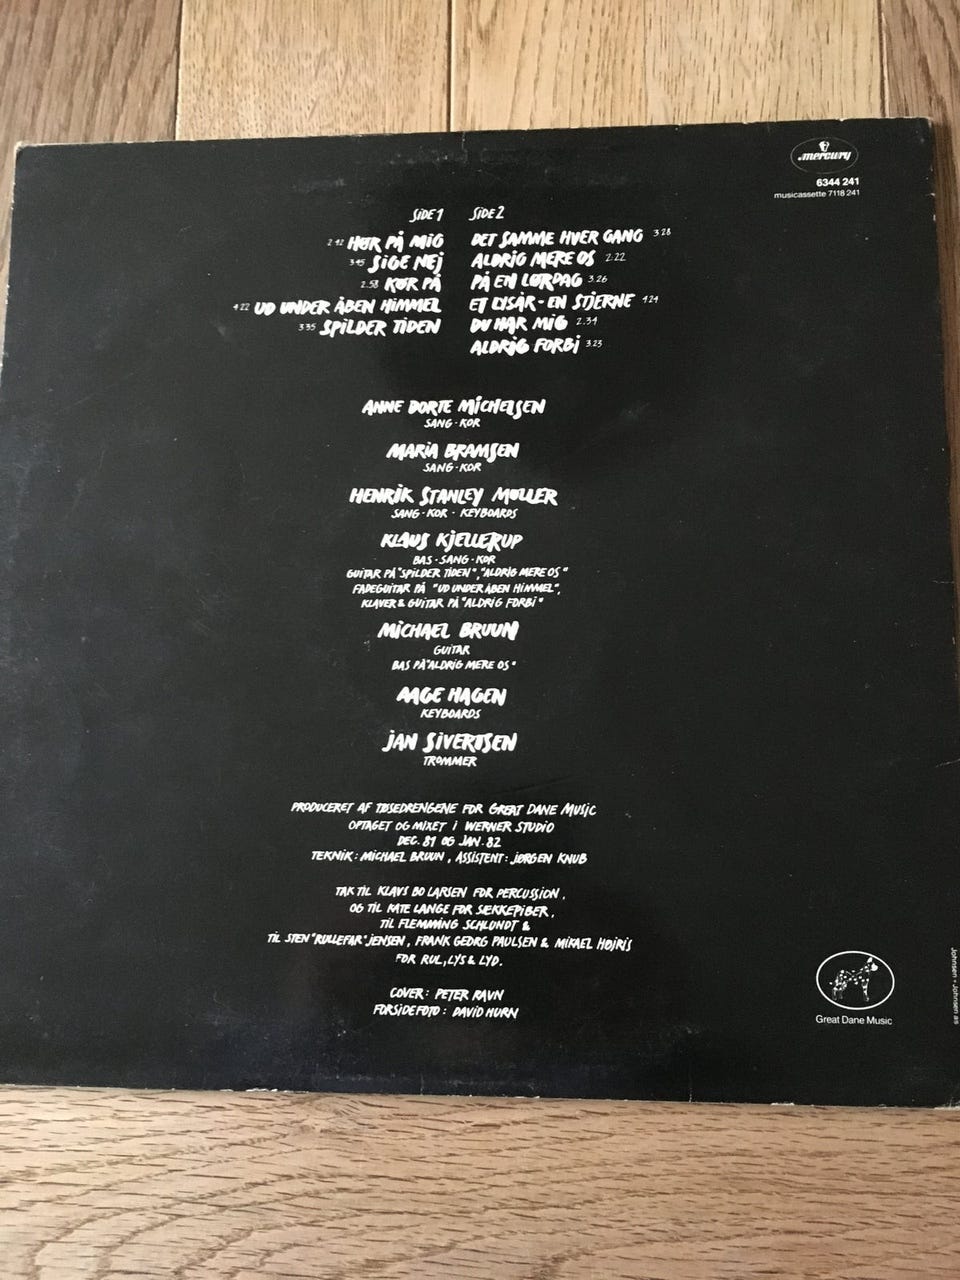 mercury
6344 241
musicassette 7118 241
SIDE 1
2.42 HØR PÅ MIG
3.45 SIGE NEJ
2.58 KØR PÅ
4.22 UD UNDER ÅBEN HIMMEL
3.35 SPILDER TIDEN
SIDE 2
DET SAMME HVER GANG 3.28
ALDRIG MERE OS 2.22
PÅ EN LØRDAG 3.26
ET LYSÅR - EN STJERNE 4.24
DU HAR MIG 2.34
ALDRIG FORBI 3.23
ANNE DORTE MICHELSEN
SANG · KOR
MARIA BRAMSEN
SANG · KOR
HENRIK STANLEY MØLLER
SANG · KOR · KEYBOARDS
KLAUS KJELLERUP
BAS · SANG · KOR
GUITAR PÅ "SPILDER TIDEN", "ALDRIG MERE OS"
FADEGUITAR PÅ "UD UNDER ÅBEN HIMMEL",
KLAVER & GUITAR PÅ "ALDRIG FORBI"
MICHAEL BRUUN
GUITAR
BAS PÅ "ALDRIG MERE OS"
AAGE HAGEN
KEYBOARDS
JAN SIVERTSEN
TROMMER
PRODUCERET AF TØSEDRENGENE FOR GREAT DANE MUSIC
OPTAGET OG MIXET I WERNER STUDIO
DEC. 81 OG JAN. 82
TEKNIK: MICHAEL BRUUN, ASSISTENT: JØRGEN KNUB
TAK TIL KLAVS BO LARSEN FOR PERCUSSION,
OG TIL KATE LANGE FOR SÆKKEPIBER,
TIL FLEMMING SCHLUNDT &
TIL STEN "RULLEFAR" JENSEN, FRANK GEORG PAULSEN & MIKAEL HØJRIS
FOR RUL, LYS & LYD.
COVER: PETER RAVN
FORSIDEFOTO: DAVID HURN
Great Dane Music
Johnsen + Johnsen as